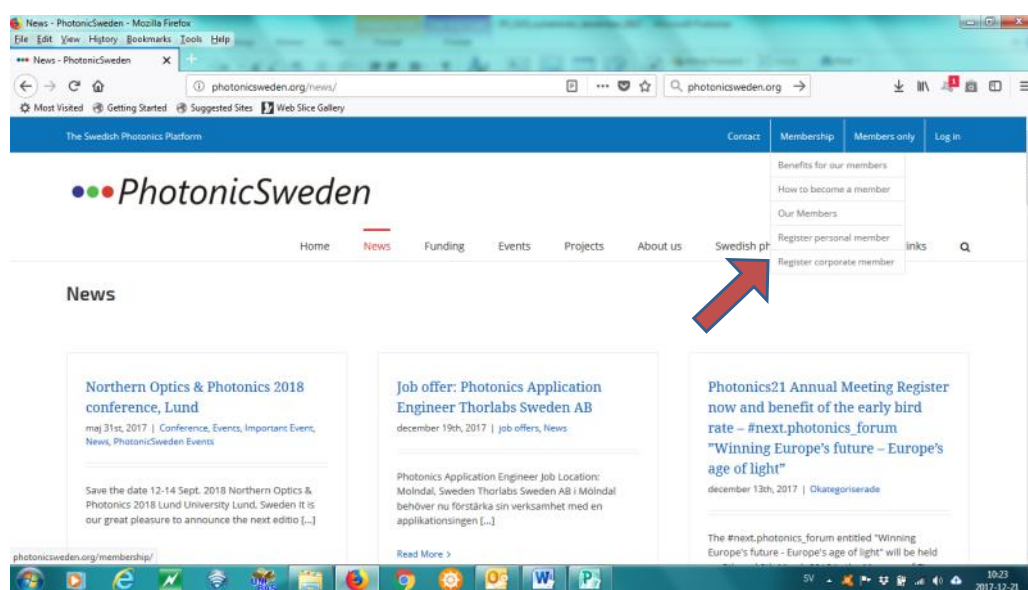 News - PhotonicSweden - Mozilla Firefox
File Edit View History Bookmarks Tools Help
News - PhotonicSweden X +
photonicsweden.org/news/ photonicsweden.org
Most Visited Getting Started Suggested Sites Web Slice Gallery
The Swedish Photonics Platform Contact Membership Members only Log in
Benefits for our members
How to become a member
Our Members
Register personal member
Register corporate member
PhotonicSweden
Home News Funding Events Projects About us Swedish ph inks
News
Northern Optics & Photonics 2018
conference, Lund
maj 31st, 2017 | Conference, Events, Important Event,
News, PhotonicSweden Events
Save the date 12-14 Sept. 2018 Northern Optics &
Photonics 2018 Lund University Lund, Sweden It is
our great pleasure to announce the next editio [...]
Job offer: Photonics Application
Engineer Thorlabs Sweden AB
december 19th, 2017 | job offers, News
Photonics Application Engineer Job Location:
Molndal, Sweden Thorlabs Sweden AB i Mölndal
behöver nu förstärka sin verksamhet med en
applikationsingen [...]
Read More >
Photonics21 Annual Meeting Register
now and benefit of the early bird
rate – #next.photonics_forum
"Winning Europe's future – Europe's
age of light"
december 13th, 2017 | Okategoriserade
The #next.photonics_forum entitled "Winning
Europe's future - Europe's age of light" will be held
photonicsweden.org/membership/
SV 10:23
2017-12-21